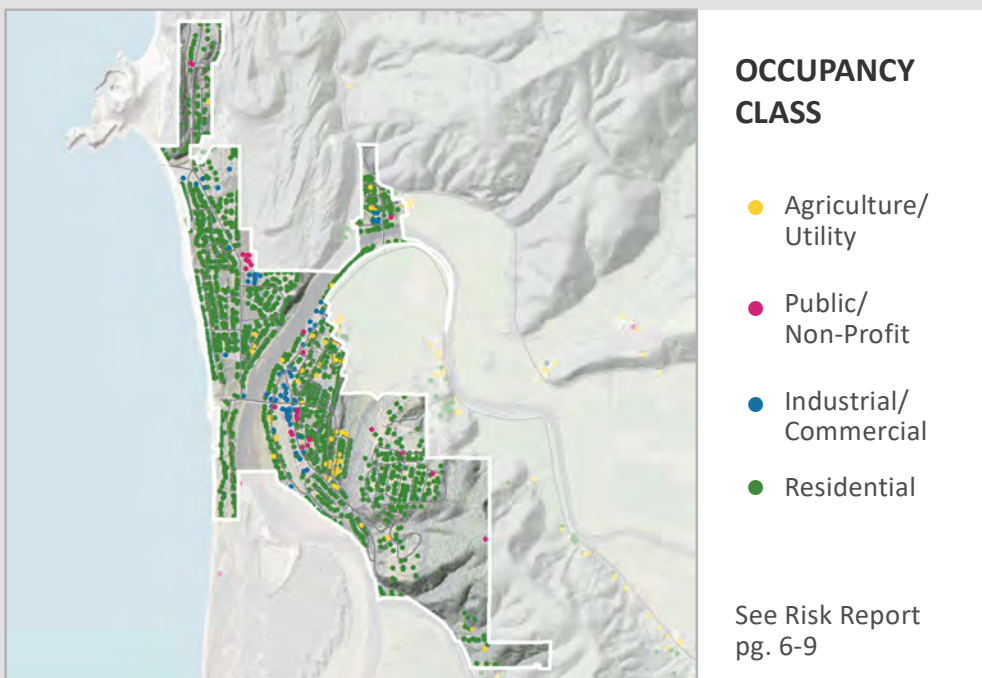 OCCUPANCY
CLASS
Agriculture/
Utility
Public/
Non-Profit
Industrial/
Commercial
Residential
See Risk Report
pg. 6-9